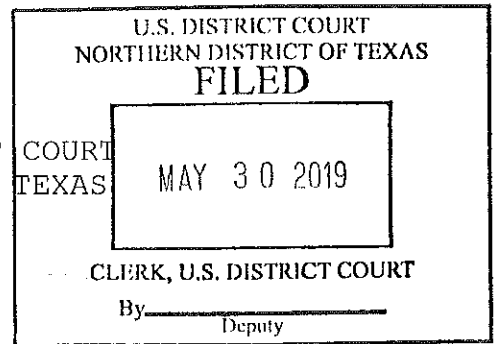 U.S. DISTRICT COURT
NORTHERN DISTRICT OF TEXAS
FILED
COURT
TEXAS
MAY 30 2019
CLERK, U.S. DISTRICT COURT
By
Deputy